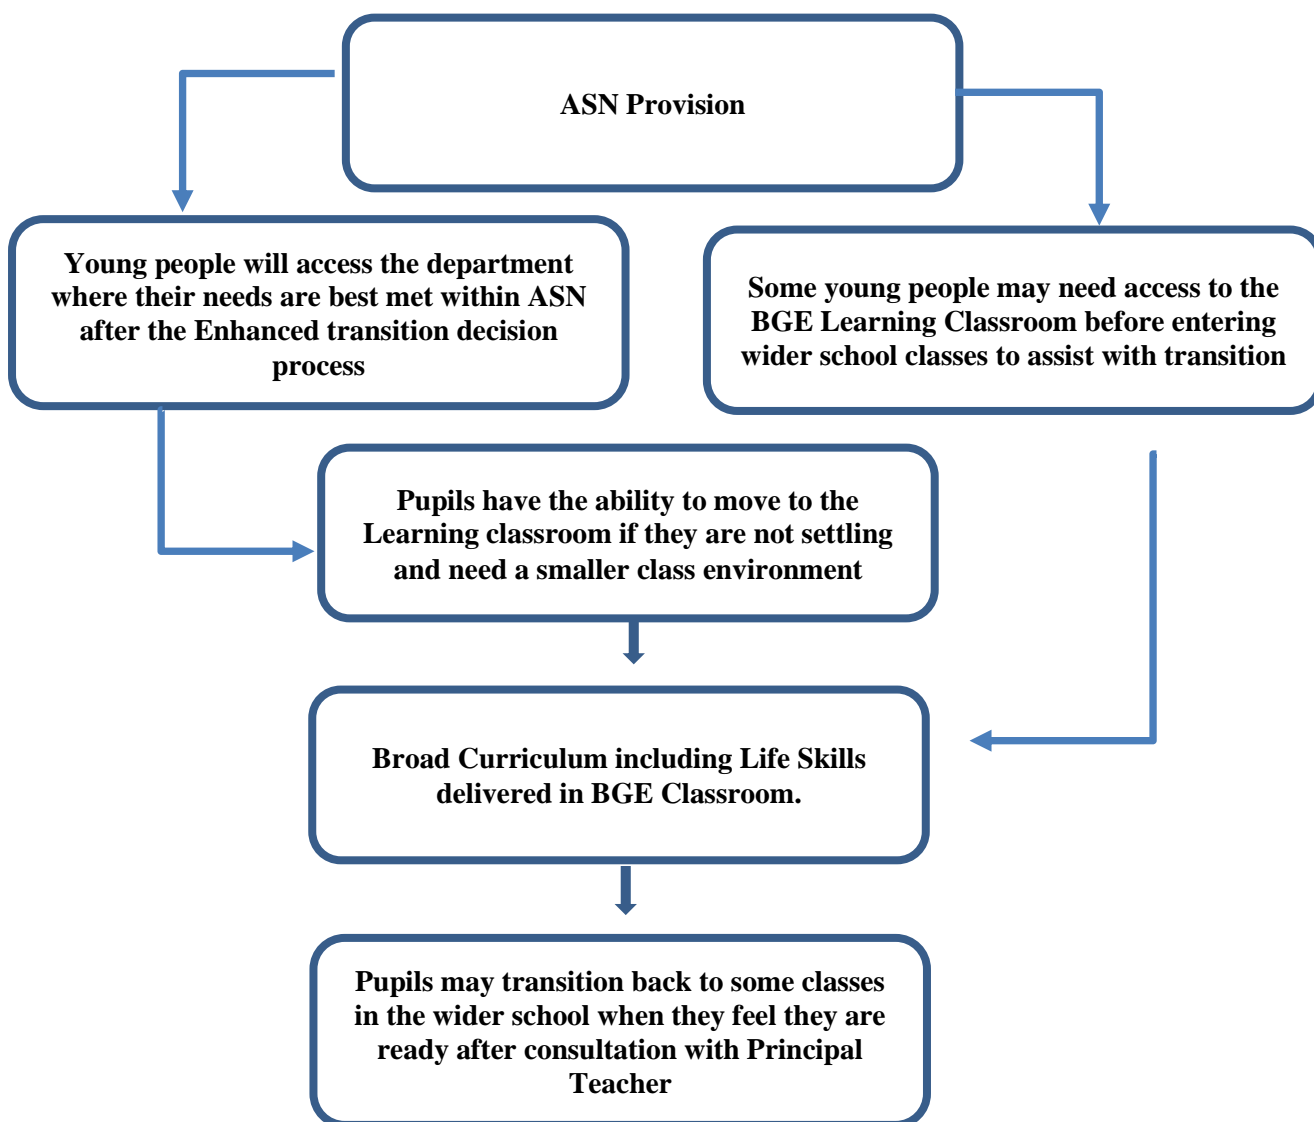 ASN Provision
Young people will access the department
where their needs are best met within ASN
after the Enhanced transition decision
process
Some young people may need access to the
BGE Learning Classroom before entering
wider school classes to assist with transition
Pupils have the ability to move to the
Learning classroom if they are not settling
and need a smaller class environment
Broad Curriculum including Life Skills
delivered in BGE Classroom.
Pupils may transition back to some classes
in the wider school when they feel they are
ready after consultation with Principal
Teacher